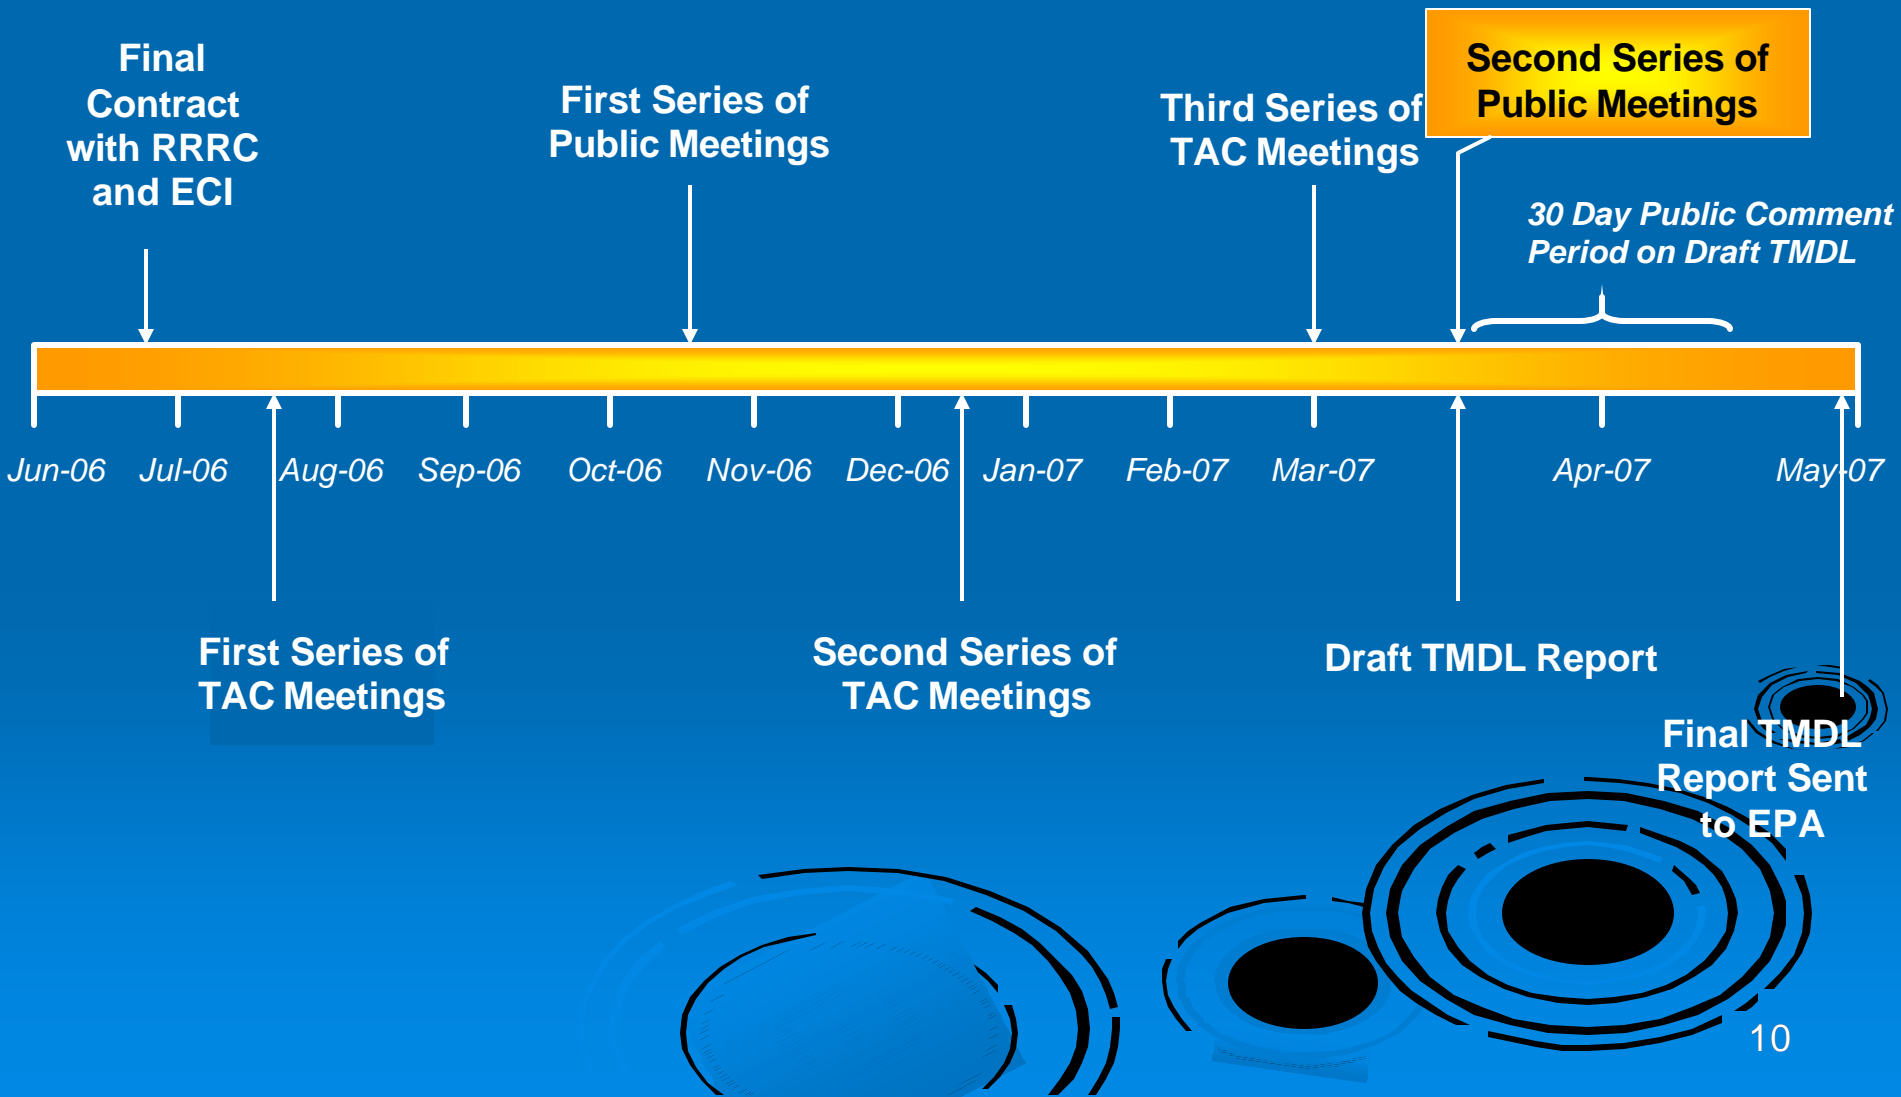 Final
Contract
with RRRC
and ECI
First Series of
Public Meetings
Third Series of
TAC Meetings
Second Series of
Public Meetings
30 Day Public Comment
Period on Draft TMDL
Jun-06
Jul-06
Aug-06
Sep-06
Oct-06
Nov-06
Dec-06
Jan-07
Feb-07
Mar-07
Apr-07
May-07
First Series of
TAC Meetings
Second Series of
TAC Meetings
Draft TMDL Report
Final TMDL
Report Sent
to EPA
10